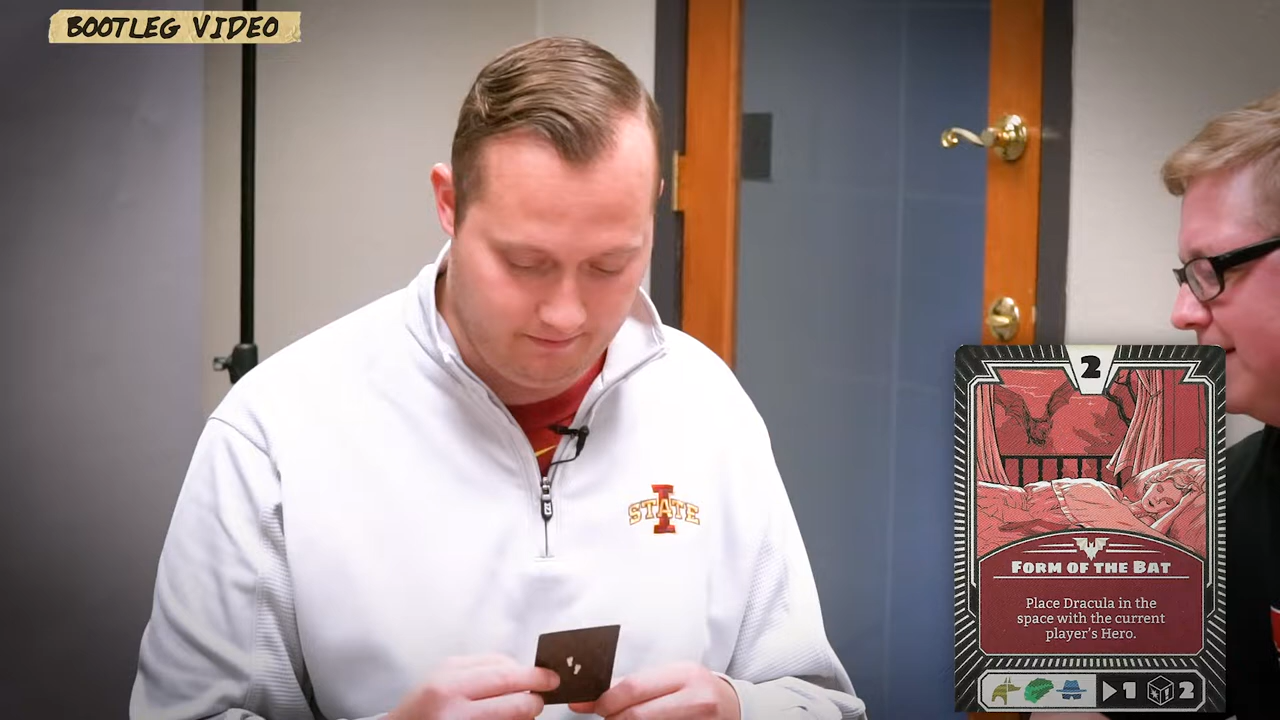 BOOTLEG VIDEO
I
STATE
2
FORM OF THE BAT
Place Dracula in the
space with the current
player's Hero.
1 2